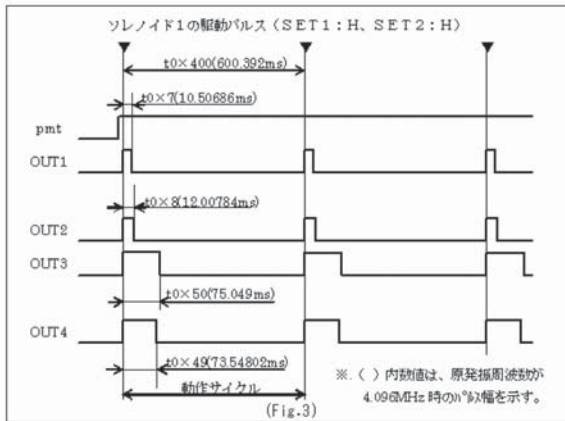 ソレノイド1の駆動パルス（SET1：H、SET2：H）
t0×400(600.392ms)
t0×7(10.50686ms)
pmt
OUT1
t0×8(12.00784ms)
OUT2
OUT3
t0×50(75.049ms)
OUT4
t0×49(73.54802ms)
動作サイクル
(Fig.3)
※.( ) 内数値は、原発振周波数が
4.096MHz 時のﾊﾟﾙｽ幅を示す。